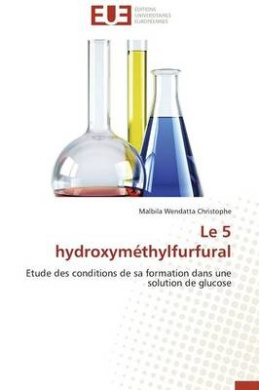 EUE
EDITIONS
UNIVERSITAIRES
EUROPEENNES
Malbila Wendatta Christophe
Le 5
hydroxyméthylfurfural
Etude des conditions de sa formation dans une
solution de glucose